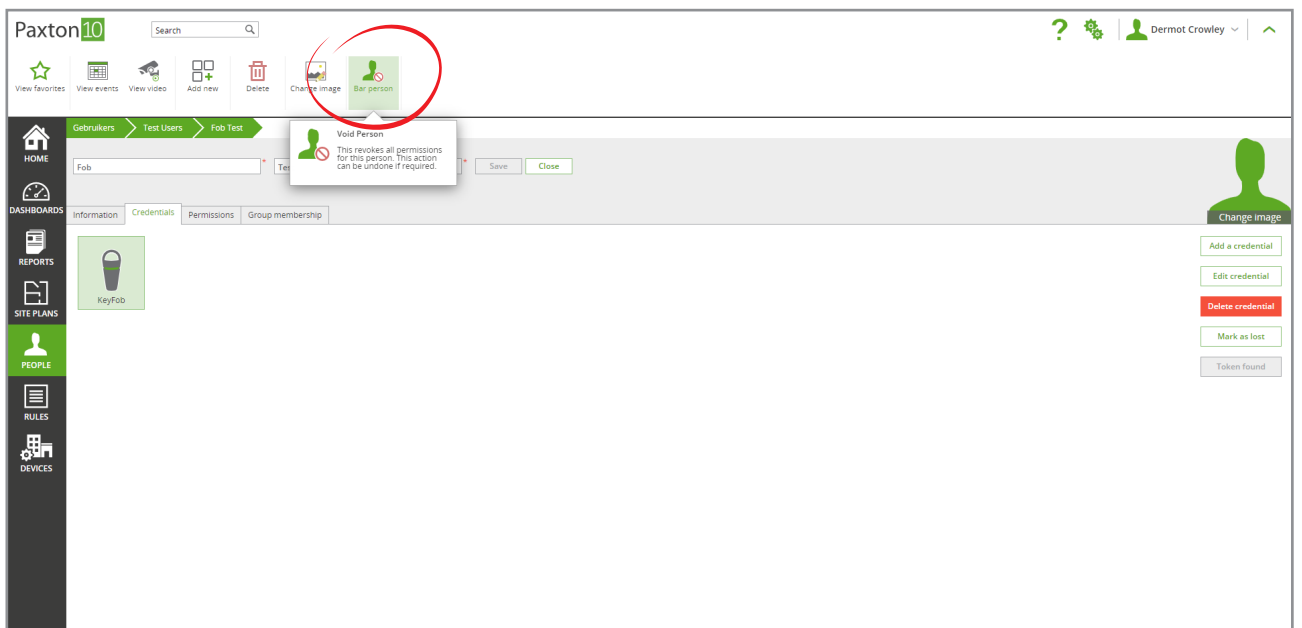 Paxton10
Search
Dermot Crowley
View favorites
View events
View video
Add new
Delete
Change image
Bar person
Gebruikers
Test Users
Fob Test
Void Person
This revokes all permissions
for this person. This action
can be undone if required.
Fob
*
*
Save
Close
Information
Credentials
Permissions
Group membership
Change image
KeyFob
Add a credential
Edit credential
Delete credential
Mark as lost
Token found
HOME
DASHBOARDS
REPORTS
SITE PLANS
PEOPLE
RULES
DEVICES